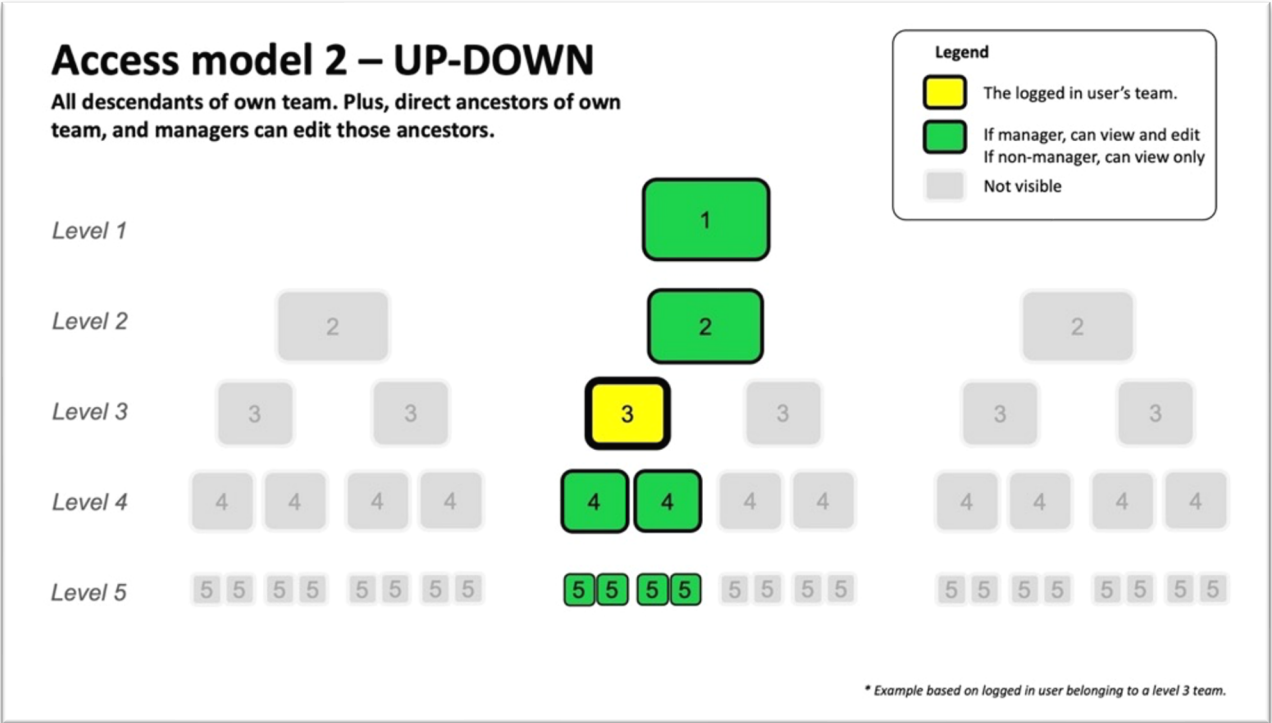 Access model 2 – UP-DOWN
All descendants of own team. Plus, direct ancestors of own
team, and managers can edit those ancestors.
Legend
The logged in user’s team.
If manager, can view and edit
If non-manager, can view only
Not visible
Level 1
1
Level 2
2 2 2
Level 3
3 3 3 3 3 3
Level 4
4 4 4 4 4 4 4 4 4 4 4 4
Level 5
5 5 5 5 5 5 5 5 5 5 5 5 5 5 5 5 5 5 5 5 5 5 5 5
* Example based on logged in user belonging to a level 3 team.